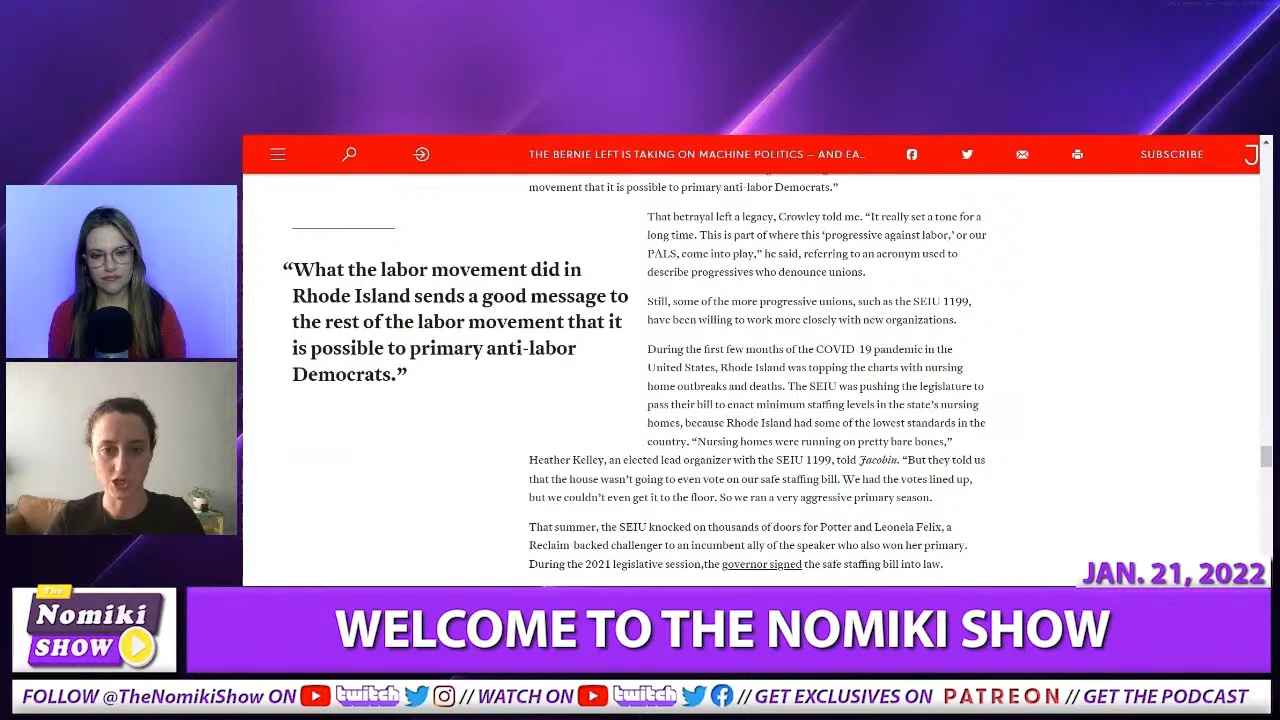 THE BERNIE LEFT IS TAKING ON MACHINE POLITICS — AND EA...
SUBSCRIBE
J
movement that it is possible to primary anti-labor Democrats.”
“What the labor movement did in
Rhode Island sends a good message to
the rest of the labor movement that it
is possible to primary anti-labor
Democrats.”
That betrayal left a legacy, Crowley told me. “It really set a tone for a
long time. This is part of where this ‘progressive against labor,’ or our
PALS, come into play,” he said, referring to an acronym used to
describe progressives who denounce unions.
Still, some of the more progressive unions, such as the SEIU 1199,
have been willing to work more closely with new organizations.
During the first few months of the COVID-19 pandemic in the
United States, Rhode Island was topping the charts with nursing
home outbreaks and deaths. The SEIU was pushing the legislature to
pass their bill to enact minimum staffing levels in the state’s nursing
homes, because Rhode Island had some of the lowest standards in the
country. “Nursing homes were running on pretty bare bones,”
Heather Kelley, an elected lead organizer with the SEIU 1199, told Jacobin. “But they told us
that the house wasn’t going to even vote on our safe staffing bill. We had the votes lined up,
but we couldn’t even get it to the floor. So we ran a very aggressive primary season.
That summer, the SEIU knocked on thousands of doors for Potter and Leonela Felix, a
Reclaim-backed challenger to an incumbent ally of the speaker who also won her primary.
During the 2021 legislative session,the governor signed the safe staffing bill into law.
JAN. 21, 2022
The
Nomiki
SHOW
WELCOME TO THE NOMIKI SHOW
FOLLOW @TheNomikiShow ON twitch // WATCH ON twitch // GET EXCLUSIVES ON PATREON // GET THE PODCAST